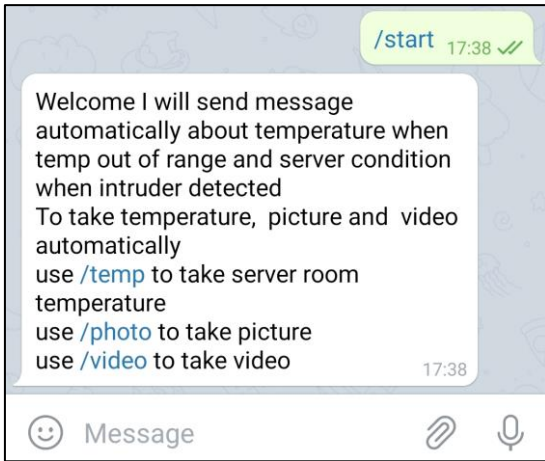 /start 17:38
Welcome I will send message
automatically about temperature when
temp out of range and server condition
when intruder detected
To take temperature, picture and video
automatically
use /temp to take server room
temperature
use /photo to take picture
use /video to take video
17:38
Message